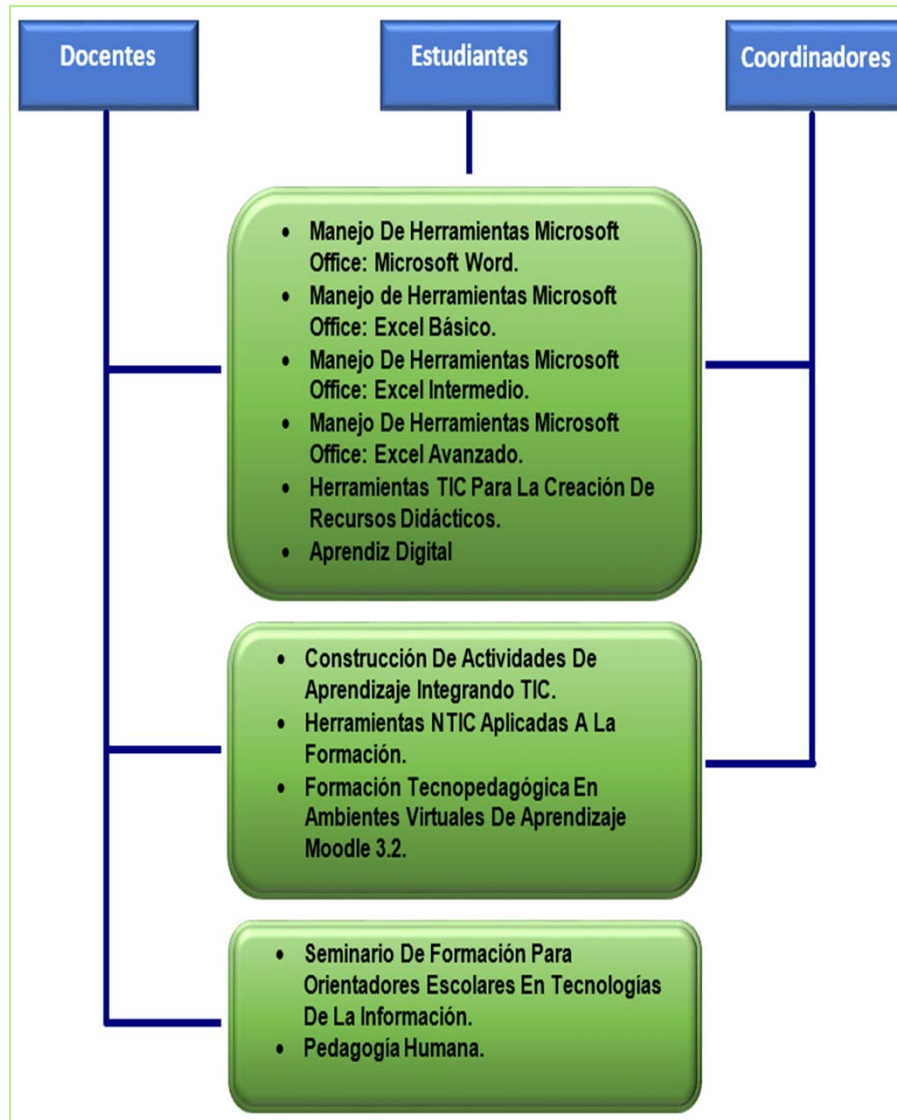 Docentes
Estudiantes
Coordinadores
• Manejo De Herramientas Microsoft
Office: Microsoft Word.
• Manejo de Herramientas Microsoft
Office: Excel Básico.
• Manejo De Herramientas Microsoft
Office: Excel Intermedio.
• Manejo De Herramientas Microsoft
Office: Excel Avanzado.
• Herramientas TIC Para La Creación De
Recursos Didácticos.
• Aprendiz Digital
• Construcción De Actividades De
Aprendizaje Integrando TIC.
• Herramientas NTIC Aplicadas A La
Formación.
• Formación Tecnopedagógica En
Ambientes Virtuales De Aprendizaje
Moodle 3.2.
• Seminario De Formación Para
Orientadores Escolares En Tecnologías
De La Información.
• Pedagogía Humana.